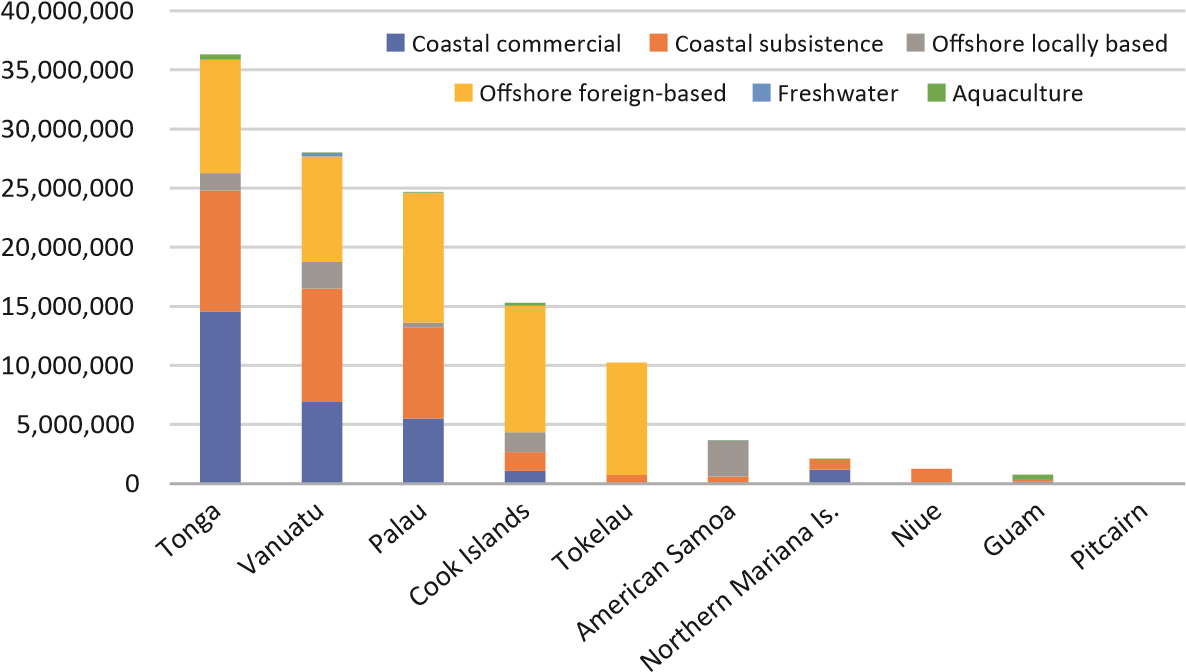 40,000,000
35,000,000
30,000,000
25,000,000
20,000,000
15,000,000
10,000,000
5,000,000
0
Coastal commercial Coastal subsistence Offshore locally based
Offshore foreign-based Freshwater Aquaculture
Tonga
Vanuatu
Palau
Cook Islands
Tokelau
American Samoa
Northern Mariana Is.
Niue
Guam
Pitcairn